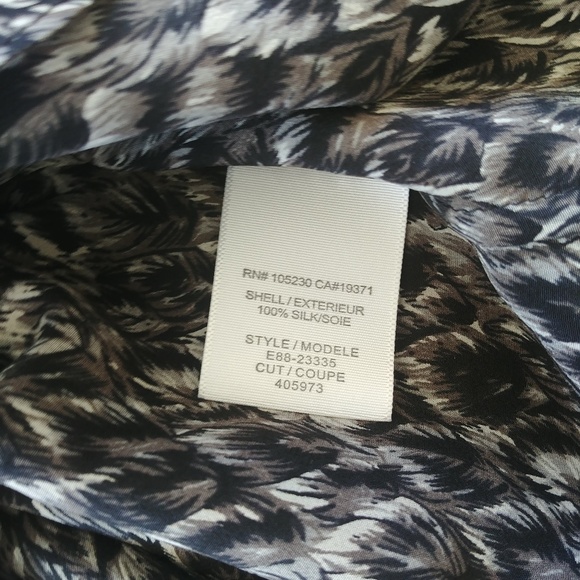 RN# 105230 CA#19371
SHELL / EXTERIEUR
100% SILK/SOIE
STYLE / MODELE
E88-23335
CUT / COUPE
405973